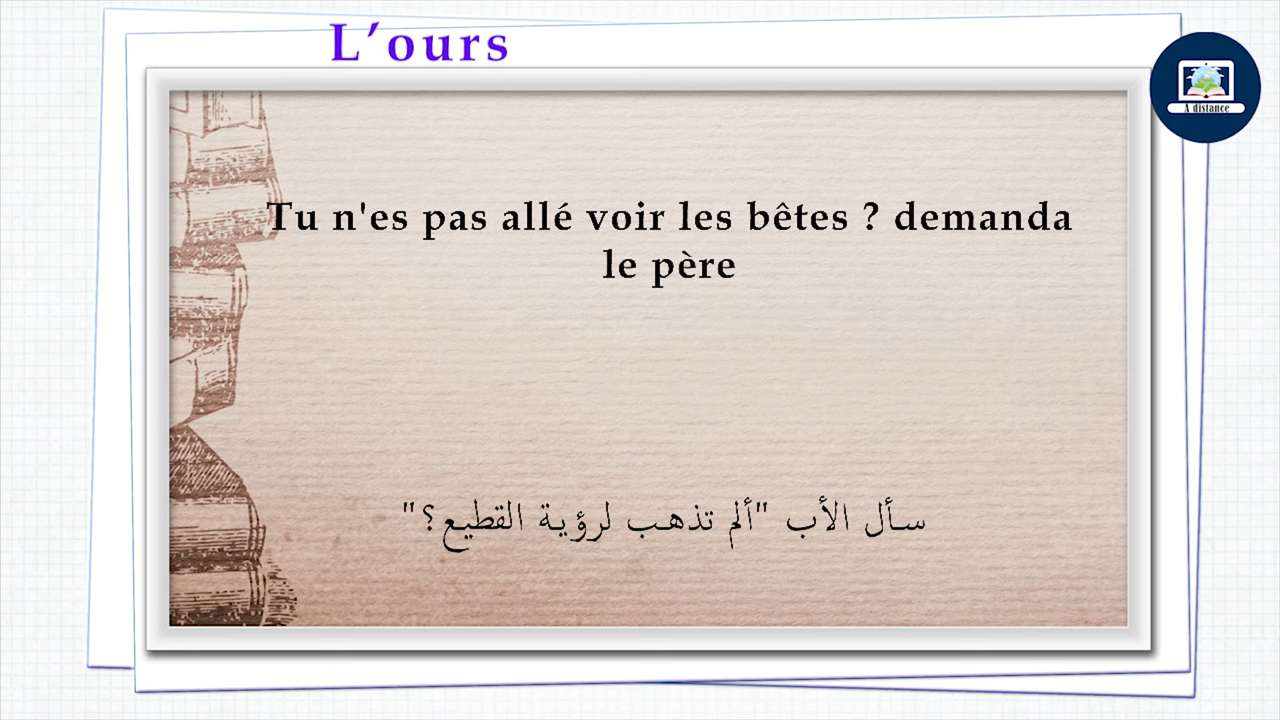 L’ours
A distance
Tu n'es pas allé voir les bêtes ? demanda
le père
سأل الأب "ألم تذهب لرؤية القطيع؟"